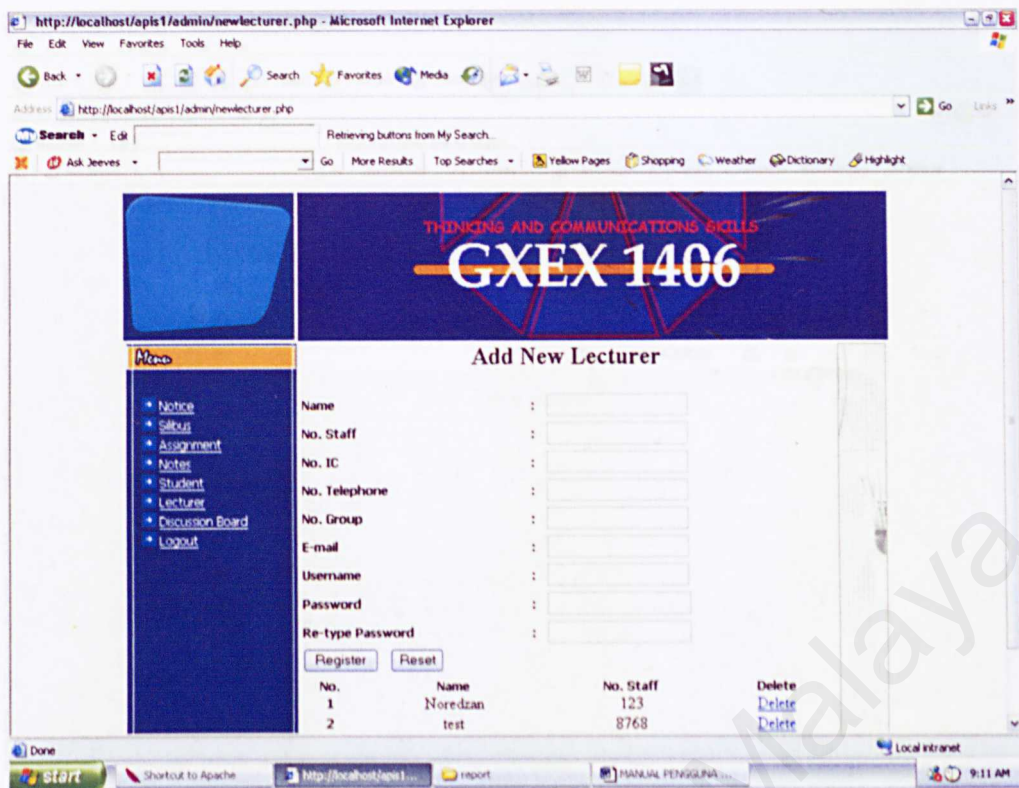 http://localhost/apis1/admin/newlecturer.php - Microsoft Internet Explorer
File Edit View Favorites Tools Help
Back Search Favorites Media
Address http://localhost/apis1/admin/newlecturer.php Go Links »
Search Edit Retrieving buttons from My Search...
Ask Jeeves Go More Results Top Searches Yellow Pages Shopping Weather Dictionary Highlight
THINKING AND COMMUNICATIONS SKILLS
GXEX 1406
Menu
Notice
Silibus
Assignment
Notes
Student
Lecturer
Discussion Board
Logout
Add New Lecturer
Name :
No. Staff :
No. IC :
No. Telephone :
No. Group :
E-mail :
Username :
Password :
Re-type Password :
Register Reset
No. Name No. Staff Delete
1 Noredzan 123 Delete
2 test 8768 Delete
Done Local intranet
start Shortcut to Apache http://localhost/apis1... report MANUAL PENGGUNA ... 9:11 AM
Malaya